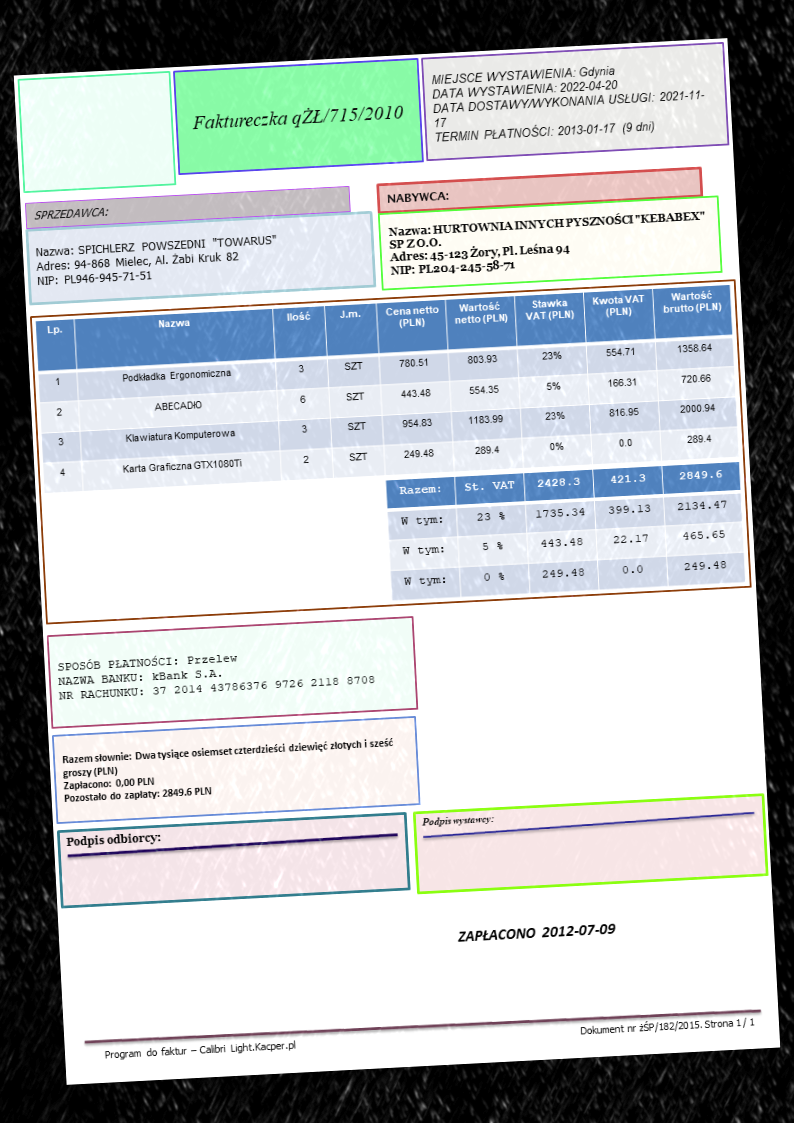 Faktureczka qŻŁ/715/2010
MIEJSCE WYSTAWIENIA: Gdynia
DATA WYSTAWIENIA: 2022-04-20
DATA DOSTAWY/WYKONANIA USŁUGI: 2021-11-
17
TERMIN PŁATNOŚCI: 2013-01-17 (9 dni)
SPRZEDAWCA:
Nazwa: SPICHLERZ POWSZEDNI "TOWARUS"
Adres: 94-868 Mielec, Al. Żabi Kruk 82
NIP: PL946-945-71-51
NABYWCA:
Nazwa: HURTOWNIA INNYCH PYSZNOŚCI "KEBABEX"
SP Z O.O.
Adres: 45-123 Żory, Pl. Leśna 94
NIP: PL204-245-58-71
Lp. Nazwa Ilość J.m. Cena netto (PLN) Wartość netto (PLN) Stawka VAT (PLN) Kwota VAT (PLN) Wartość brutto (PLN)
1 Podkładka Ergonomiczna 3 SZT 780.51 803.93 23% 554.71 1358.64
2 ABECADłO 6 SZT 443.48 554.35 5% 166.31 720.66
3 Klawiatura Komputerowa 3 SZT 954.83 1183.99 23% 816.95 2000.94
4 Karta Graficzna GTX1080Ti 2 SZT 249.48 289.4 0% 0.0 289.4
Razem: St. VAT 2428.3 421.3 2849.6
W tym: 23 % 1735.34 399.13 2134.47
W tym: 5 % 443.48 22.17 465.65
W tym: 0 % 249.48 0.0 249.48
SPOSÓB PŁATNOŚCI: Przelew
NAZWA BANKU: kBank S.A.
NR RACHUNKU: 37 2014 43786376 9726 2118 8708
Razem słownie: Dwa tysiące osiemset czterdzieści dziewięć złotych i sześć
groszy (PLN)
Zapłacono: 0,00 PLN
Pozostało do zapłaty: 2849.6 PLN
Podpis odbiorcy:
Podpis wystawcy:
ZAPŁACONO 2012-07-09
Program do faktur – Calibri Light.Kacper.pl
Dokument nr żŚP/182/2015. Strona 1 / 1